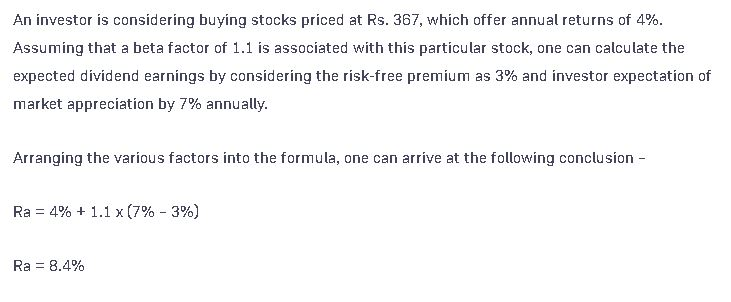 An investor is considering buying stocks priced at Rs. 367, which offer annual returns of 4%.
Assuming that a beta factor of 1.1 is associated with this particular stock, one can calculate the
expected dividend earnings by considering the risk-free premium as 3% and investor expectation of
market appreciation by 7% annually.
Arranging the various factors into the formula, one can arrive at the following conclusion –
Ra = 4% + 1.1 x (7% – 3%)
Ra = 8.4%